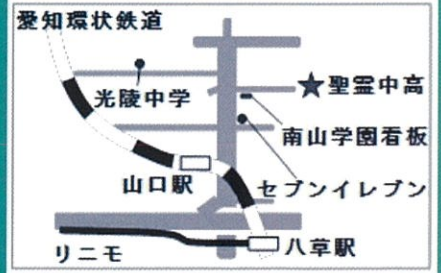 愛知環状鉄道
光陵中学
★聖霊中高
南山学園看板
山口駅
セブンイレブン
リニモ
八草駅